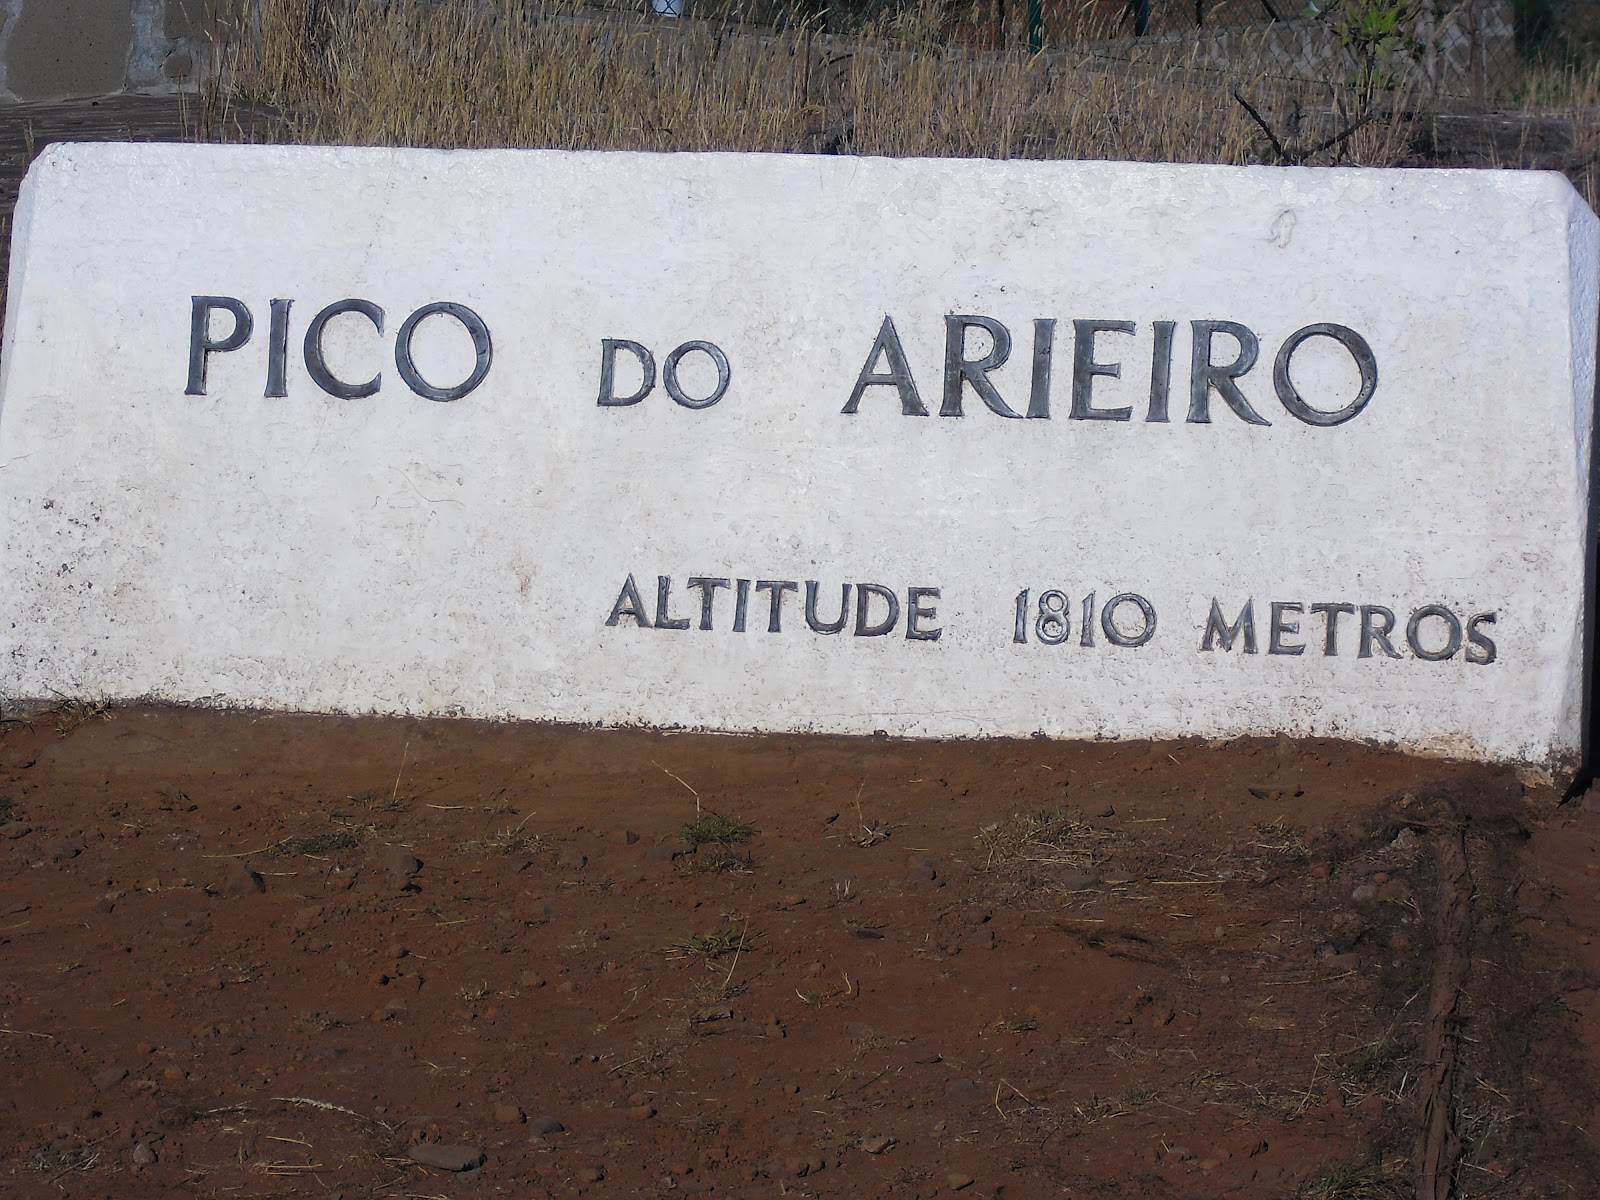 PICO DO ARIEIRO
ALTITUDE 1810 METROS